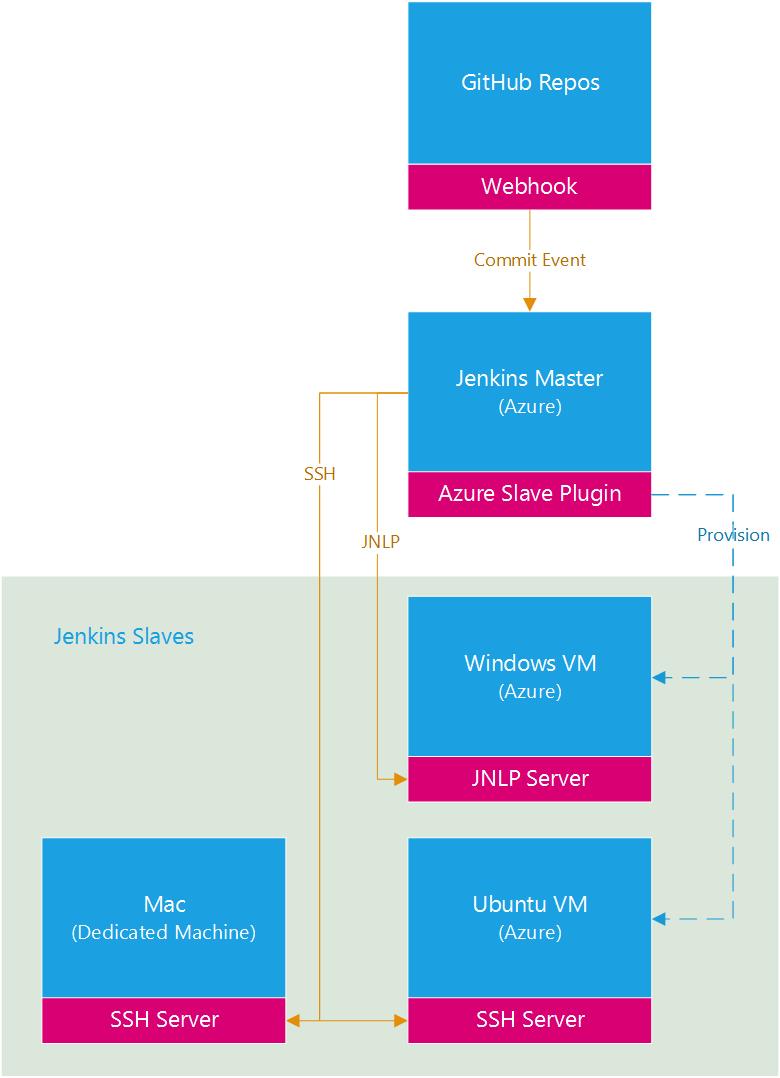 GitHub Repos
Webhook
Commit Event
Jenkins Master
(Azure)
SSH
Azure Slave Plugin
JNLP
Provision
Jenkins Slaves
Windows VM
(Azure)
JNLP Server
Mac
(Dedicated Machine)
SSH Server
Ubuntu VM
(Azure)
SSH Server